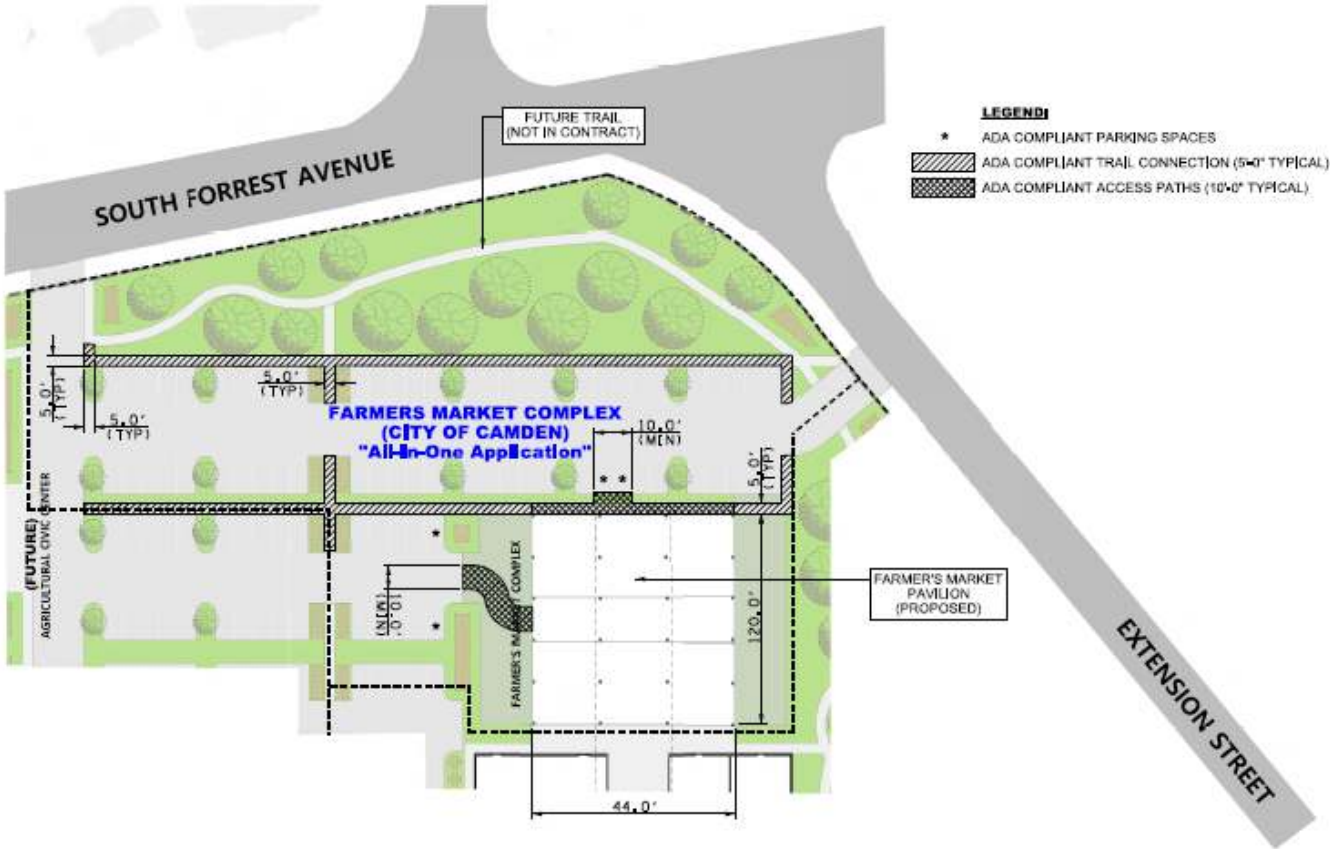 FUTURE TRAIL
(NOT IN CONTRACT)
LEGEND:
* ADA COMPLIANT PARKING SPACES
ADA COMPLIANT TRAIL CONNECTION (5'-0" TYPICAL)
ADA COMPLIANT ACCESS PATHS (10'-0" TYPICAL)
SOUTH FORREST AVENUE
5.0'
(TYP)
5.0'
(TYP)
5.0'
(TYP)
FARMERS MARKET COMPLEX
(CITY OF CAMDEN)
"All-In-One Application"
10.0'
(MIN)
* *
5.0'
(TYP)
(FUTURE)
AGRICULTURAL CIVIC CENTER
*
10.0'
(MIN)
*
FARMER'S MARKET COMPLEX
FARMER'S MARKET
PAVILION
(PROPOSED)
120.0'
44.0'
EXTENSION STREET